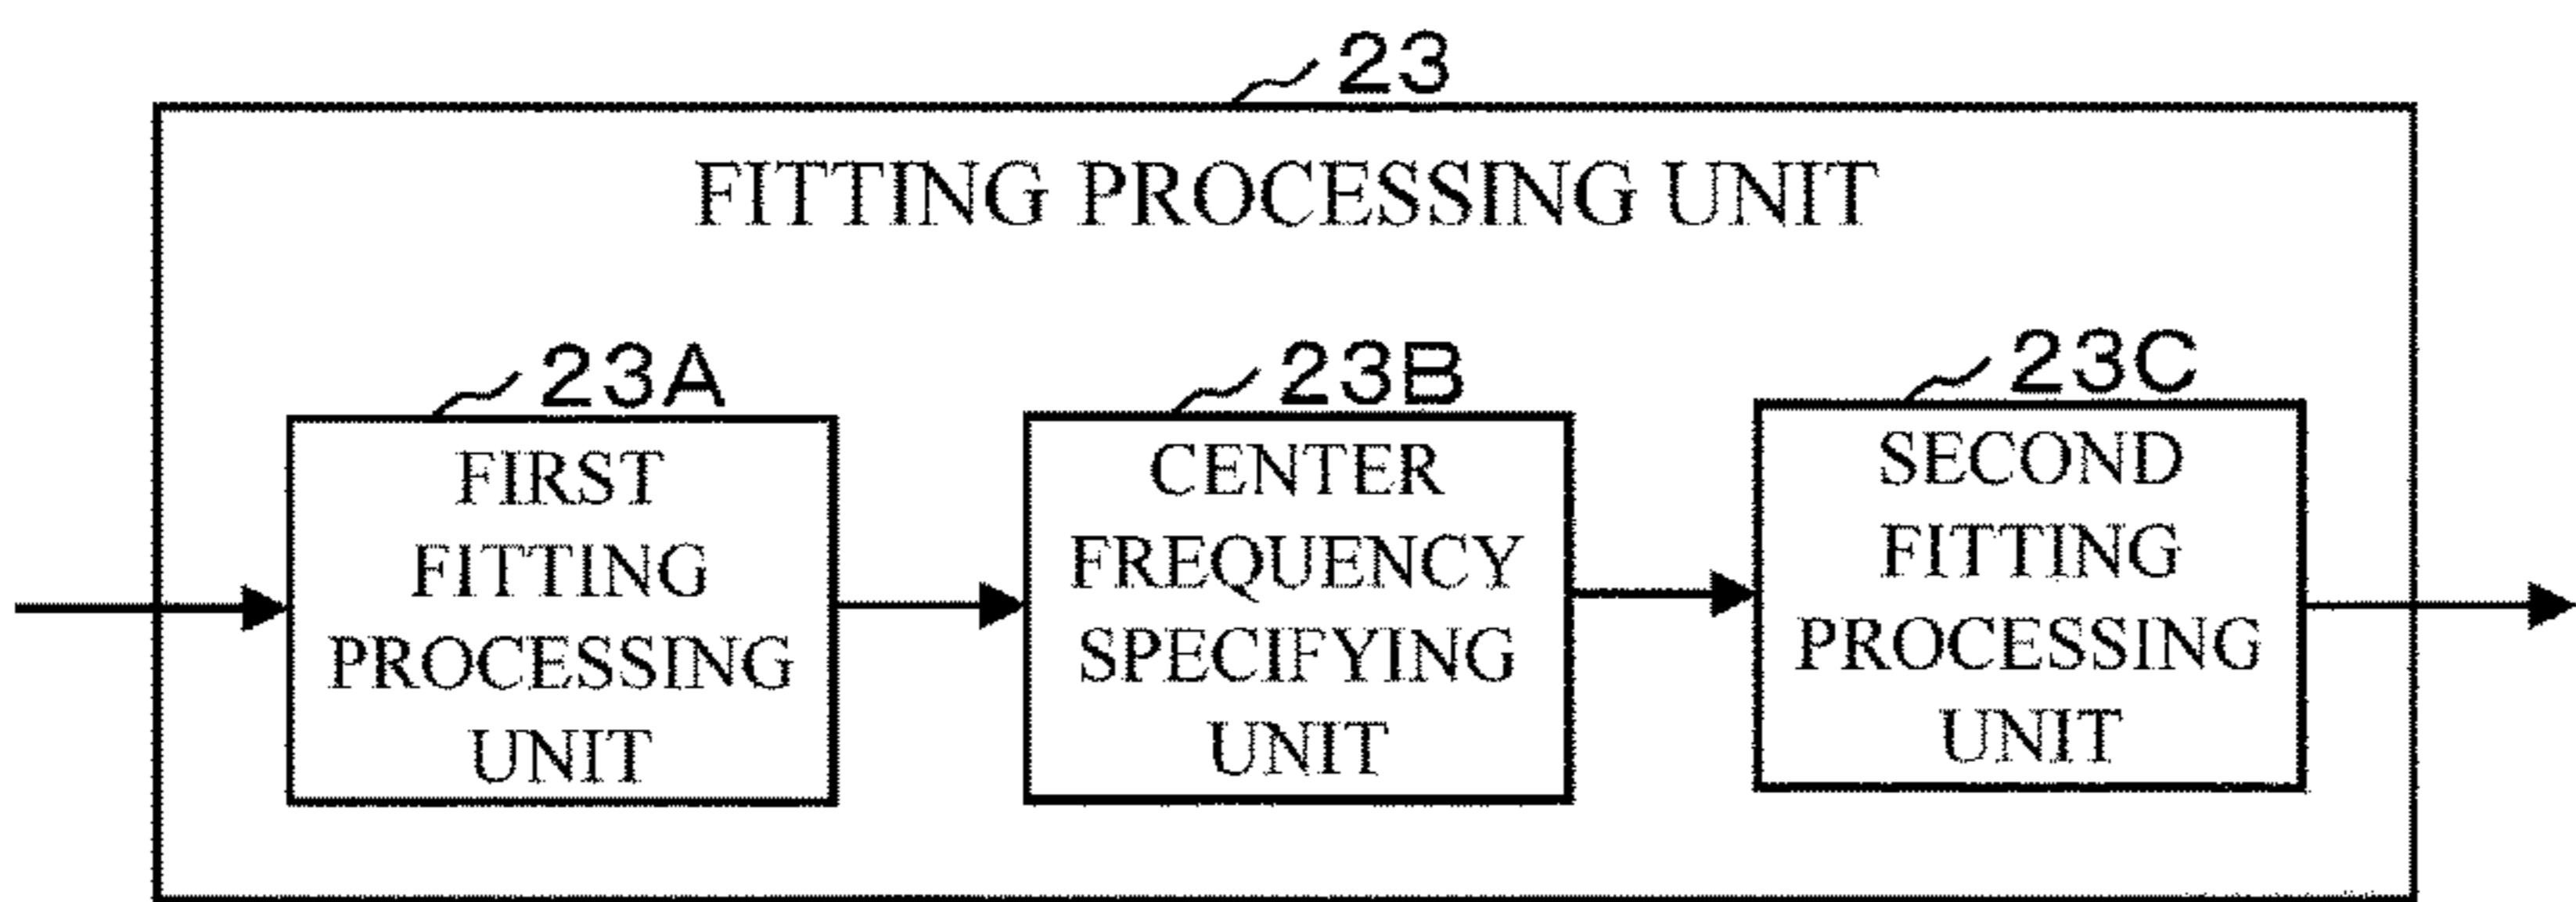 23
FITTING PROCESSING UNIT
23A
FIRST
FITTING
PROCESSING
UNIT
23B
CENTER
FREQUENCY
SPECIFYING
UNIT
23C
SECOND
FITTING
PROCESSING
UNIT